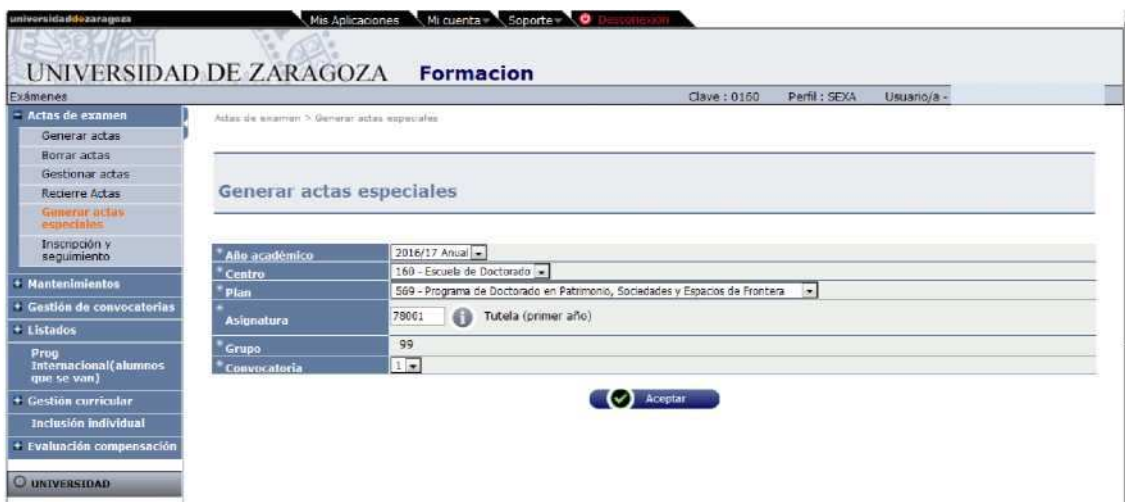 universidaddezaragoza
Mis Aplicaciones Mi cuenta Soporte Desconexión
UNIVERSIDAD DE ZARAGOZA Formacion
Exámenes Clave : 0160 Perfil : SEXA Usuario/a -
Actas de examen
Generar actas
Borrar actas
Gestionar actas
Recierre Actas
Generar actas
especiales
Inscripción y
seguimiento
Mantenimientos
Gestión de convocatorias
Listados
Prog
Internacional(alumnos
que se van)
Gestión curricular
Inclusión individual
Evaluación compensación
UNIVERSIDAD
Actas de examen > Generar actas especiales
Generar actas especiales
* Año académico 2016/17 Anual
* Centro 160 - Escuela de Doctorado
* Plan 569 - Programa de Doctorado en Patrimonio, Sociedades y Espacios de Frontera
* Asignatura 78001 Tutela (primer año)
* Grupo 99
* Convocatoria 1
Aceptar